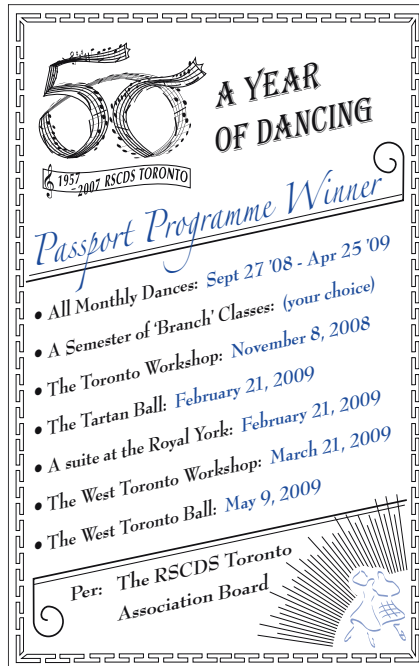 50
A YEAR
OF DANCING
1957
-2007 RSCDS TORONTO
Passport Programme Winner
• All Monthly Dances: Sept 27 '08 - Apr 25 '09
• A Semester of 'Branch' Classes: (your choice)
• The Toronto Workshop: November 8, 2008
• The Tartan Ball: February 21, 2009
• A suite at the Royal York: February 21, 2009
• The West Toronto Workshop: March 21, 2009
• The West Toronto Ball: May 9, 2009
Per: The RSCDS Toronto
Association Board